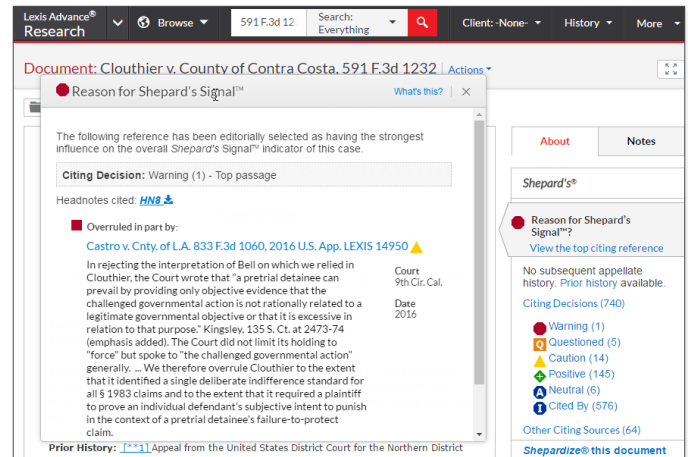 Lexis Advance®
Research
Browse
591 F.3d 12
Search:
Everything
Client: -None-
History
More
Document: Clouthier v. County of Contra Costa, 591 F.3d 1232
Actions
Reason for Shepard's Signal™
What's this?
The following reference has been editorially selected as having the strongest
influence on the overall Shepard's Signal™ indicator of this case.
Citing Decision: Warning (1) - Top passage
Headnotes cited: HN8
Overruled in part by:
Castro v. Cnty. of L.A. 833 F.3d 1060, 2016 U.S. App. LEXIS 14950
In rejecting the interpretation of Bell on which we relied in
Clouthier, the Court wrote that "a pretrial detainee can
prevail by providing only objective evidence that the
challenged governmental action is not rationally related to a
legitimate governmental objective or that it is excessive in
relation to that purpose." Kingsley, 135 S. Ct. at 2473-74
(emphasis added). The Court did not limit its holding to
"force" but spoke to "the challenged governmental action"
generally. ... We therefore overrule Clouthier to the extent
that it identified a single deliberate indifference standard for
all § 1983 claims and to the extent that it required a plaintiff
to prove an individual defendant's subjective intent to punish
in the context of a pretrial detainee's failure-to-protect
claim.
Court
9th Cir. Cal.
Date
2016
Prior History: [**1] Appeal from the United States District Court for the Northern District
About
Notes
Shepard's®
Reason for Shepard's
Signal™?
View the top citing reference
No subsequent appellate
history. Prior history available.
Citing Decisions (740)
Warning (1)
Q Questioned (5)
Caution (14)
Positive (145)
A Neutral (6)
I Cited By (576)
Other Citing Sources (64)
Shepardize® this document